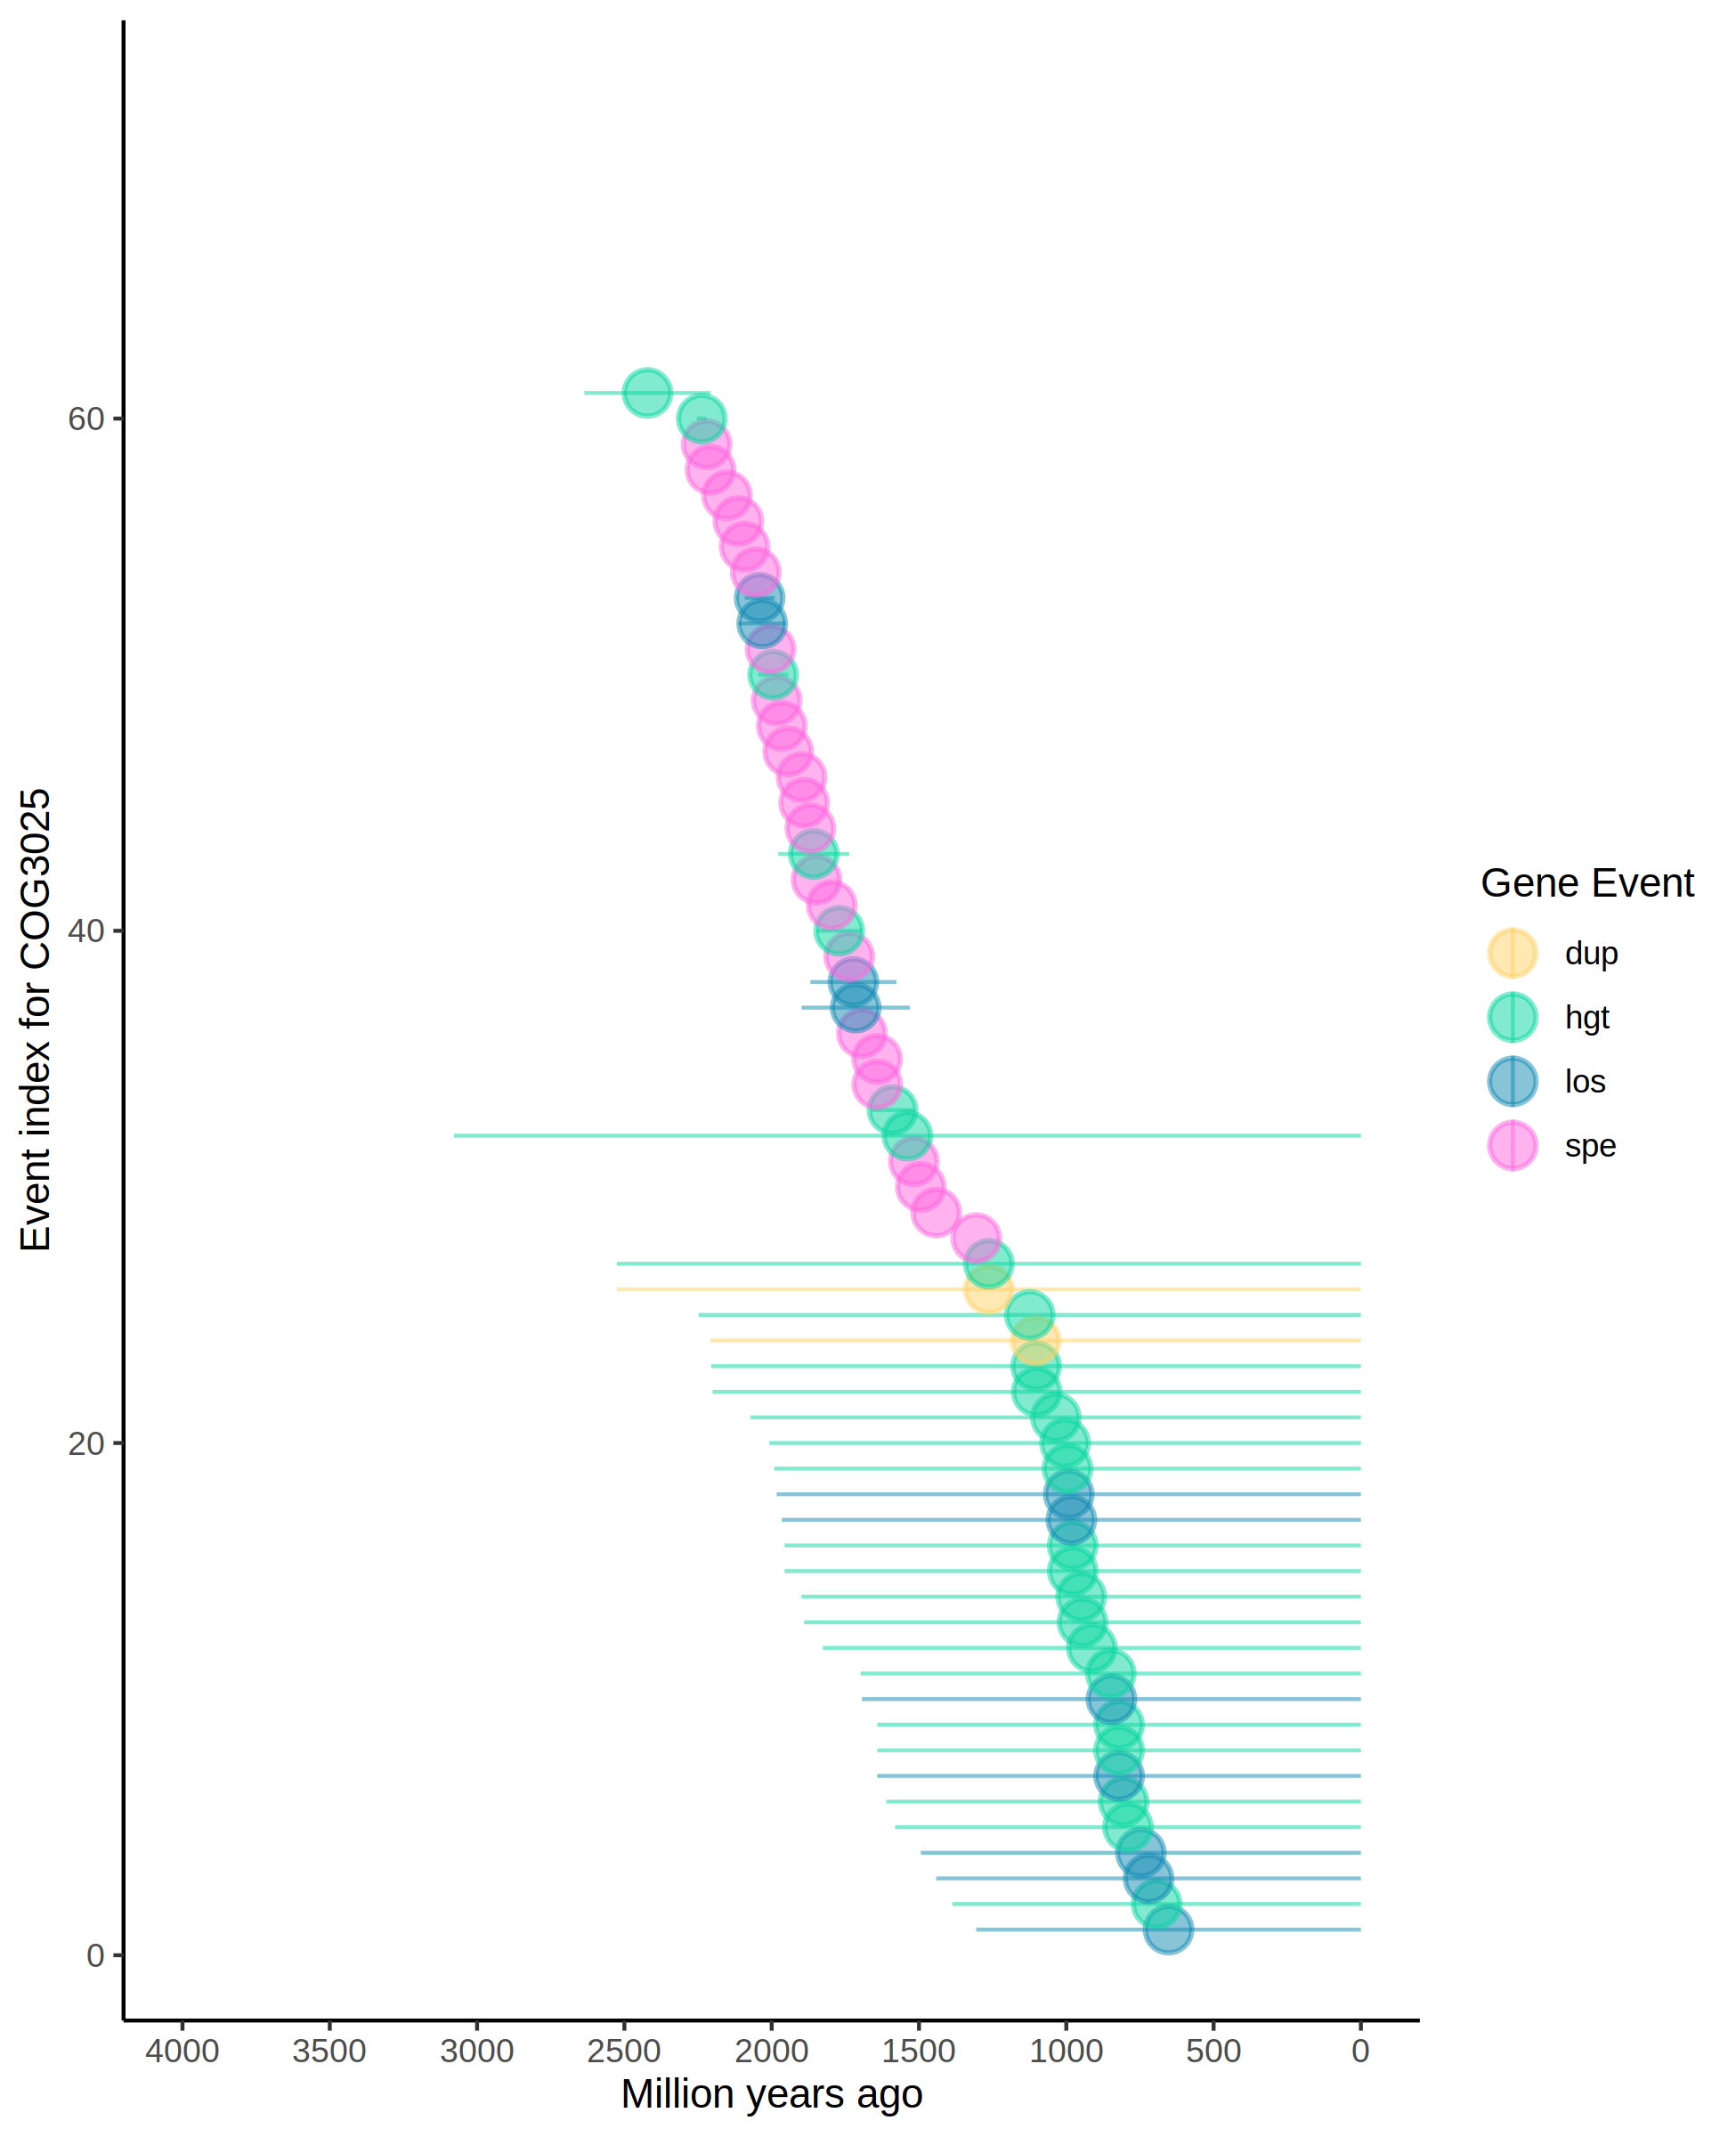 60
40
20
0
Event index for COG3025
4000 3500 3000 2500 2000 1500 1000 500 0
Million years ago
Gene Event
dup
hgt
los
spe